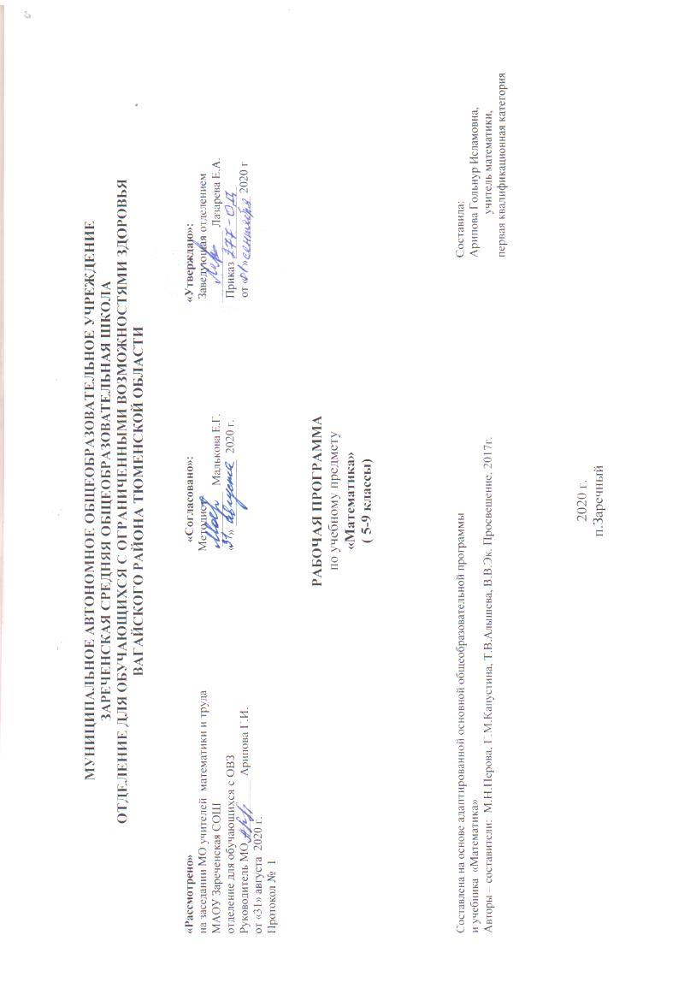 МУНИЦИПАЛЬНОЕ АВТОНОМНОЕ ОБЩЕОБРАЗОВАТЕЛЬНОЕ УЧРЕЖДЕНИЕ
ЗАРЕЧЕНСКАЯ СРЕДНЯЯ ОБЩЕОБРАЗОВАТЕЛЬНАЯ ШКОЛА
ОТДЕЛЕНИЕ ДЛЯ ОБУЧАЮЩИХСЯ С ОГРАНИЧЕННЫМИ ВОЗМОЖНОСТЯМИ ЗДОРОВЬЯ
ВАГАЙСКОГО РАЙОНА ТЮМЕНСКОЙ ОБЛАСТИ
«Рассмотрено»
на заседании МО учителей математики и труда
МАОУ Зареченская СОШ
отделение для обучающихся с ОВЗ
Руководитель МО Арипова Г.И.
от «31» августа 2020 г.
Протокол № 1
«Согласовано»:
Методист
Малькова Е.Г.
«31» августа 2020 г.
«Утверждаю»:
Заведующая отделением
Лазарева Е.А.
Приказ 277-ОД
от «01» сентября 2020 г
РАБОЧАЯ ПРОГРАММА
по учебному предмету
«Математика»
( 5-9 классы)
Составлена на основе адаптированной основной общеобразовательной программы
и учебника «Математика»
Авторы – составители: М.Н.Перова, Г.М.Капустина, Т.В.Алышева, В.В.Эк. Просвещение, 2017г.
Составила:
Арипова Гольнур Исламовна,
учитель математики,
первая квалификационная категория
2020 г.
п.Заречный